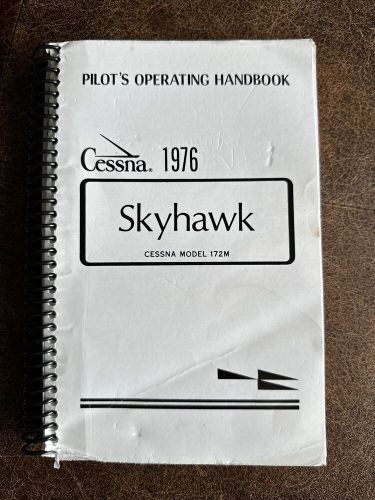 PILOT'S OPERATING HANDBOOK
Cessna® 1976
Skyhawk
CESSNA MODEL 172M